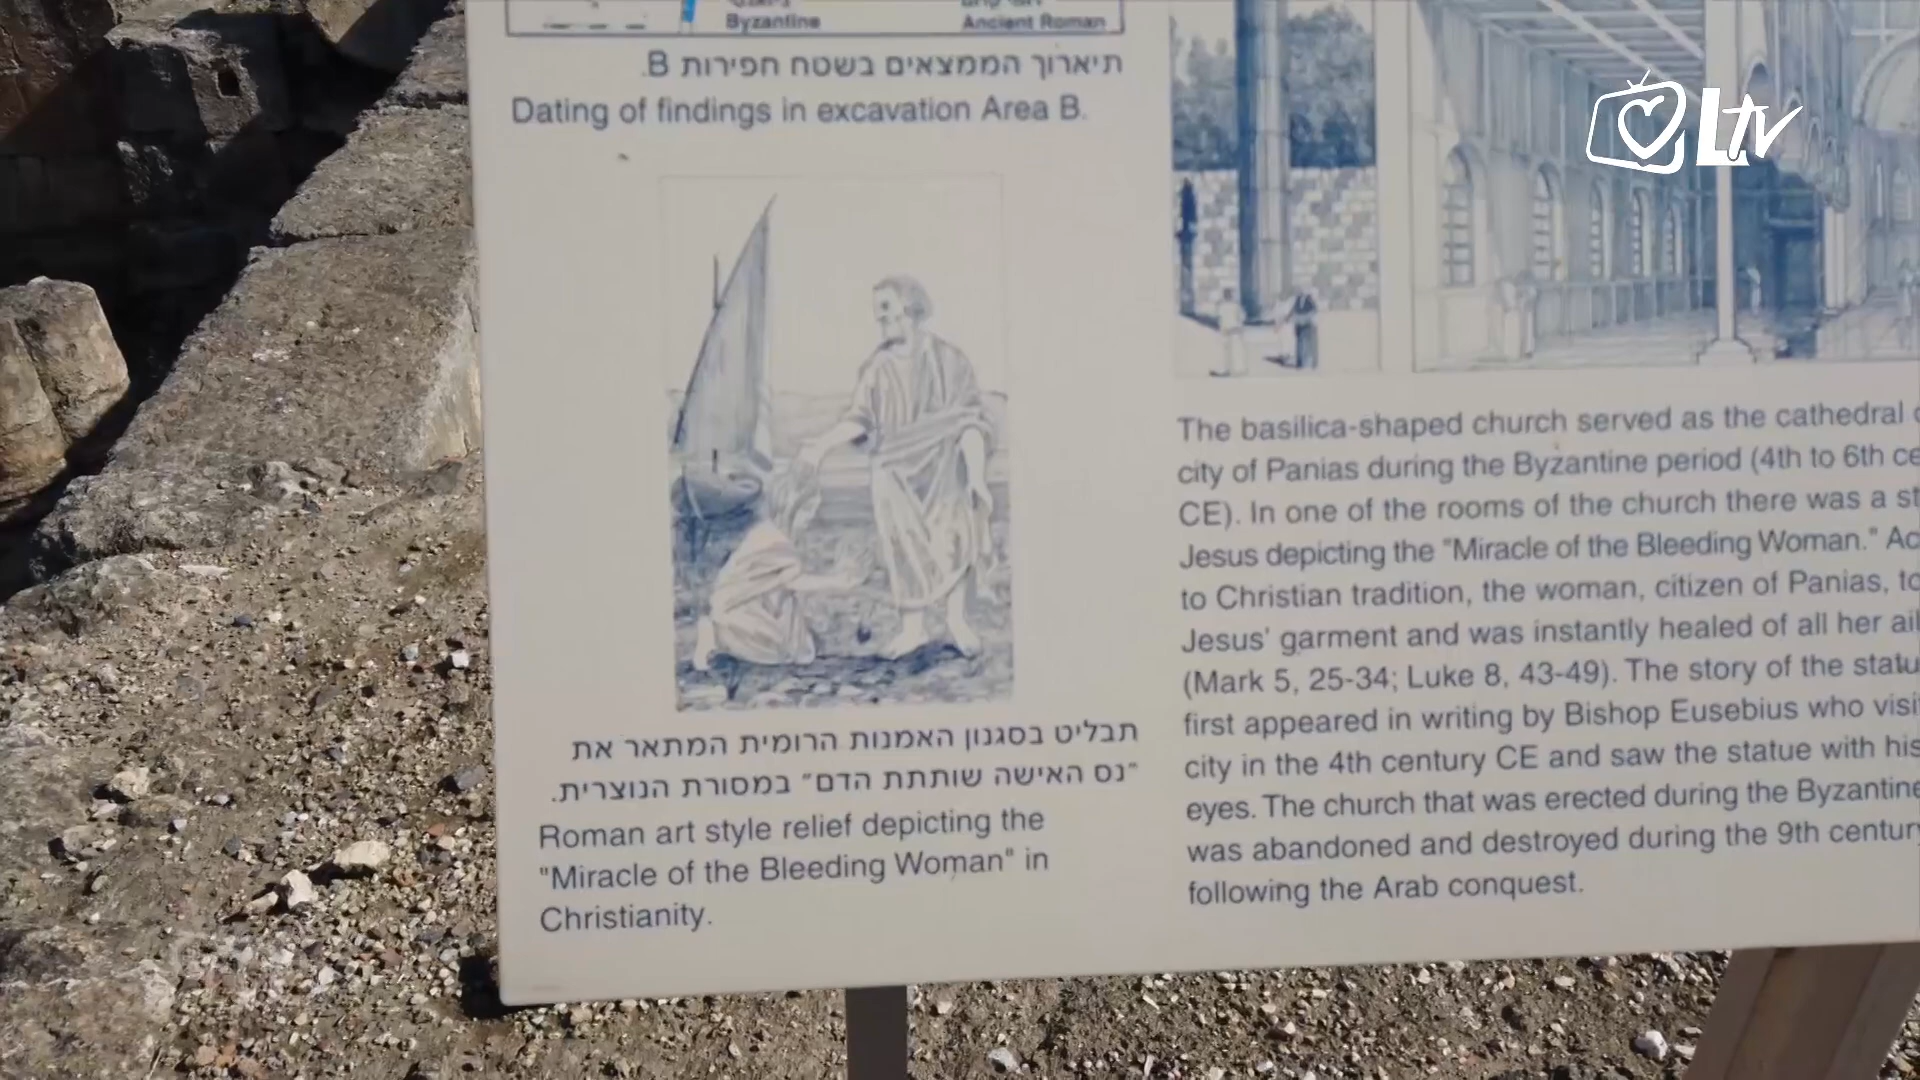 Byzantine
Ancient Roman
תיארוך הממצאים בשטח חפירות B.
Dating of findings in excavation Area B.
תבליט בסגנון האמנות הרומית המתאר את
"נס האישה שותתת הדם" במסורת הנוצרית.
Roman art style relief depicting the
"Miracle of the Bleeding Woman" in
Christianity.
The basilica-shaped church served as the cathedral
city of Panias during the Byzantine period (4th to 6th
CE). In one of the rooms of the church there was a
Jesus depicting the "Miracle of the Bleeding Woman."
to Christian tradition, the woman, citizen of Panias,
Jesus' garment and was instantly healed of all her
(Mark 5, 25-34; Luke 8, 43-49). The story of the
first appeared in writing by Bishop Eusebius who
city in the 4th century CE and saw the statue with his
eyes. The church that was erected during the Byzantine
was abandoned and destroyed during the 9th century
following the Arab conquest.
Ltv